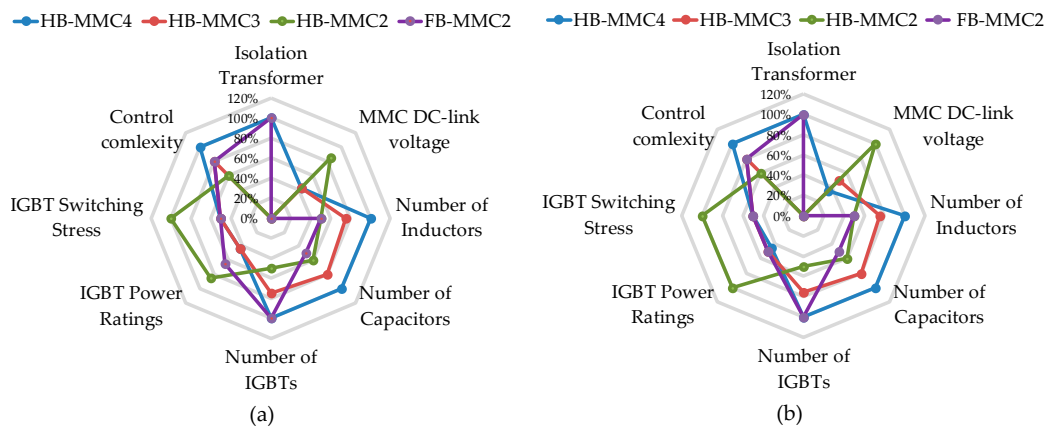 HB-MMC4 HB-MMC3 HB-MMC2 FB-MMC2
Isolation
Transformer
MMC DC-link
voltage
Number of
Inductors
Number of
Capacitors
Number of
IGBTs
IGBT Power
Ratings
IGBT Switching
Stress
Control
comlexity
120%
100%
80%
60%
40%
20%
0%
(a)
HB-MMC4 HB-MMC3 HB-MMC2 FB-MMC2
Isolation
Transformer
MMC DC-link
voltage
Number of
Inductors
Number of
Capacitors
Number of
IGBTs
IGBT Power
Ratings
IGBT Switching
Stress
Control
comlexity
120%
100%
80%
60%
40%
20%
0%
(b)